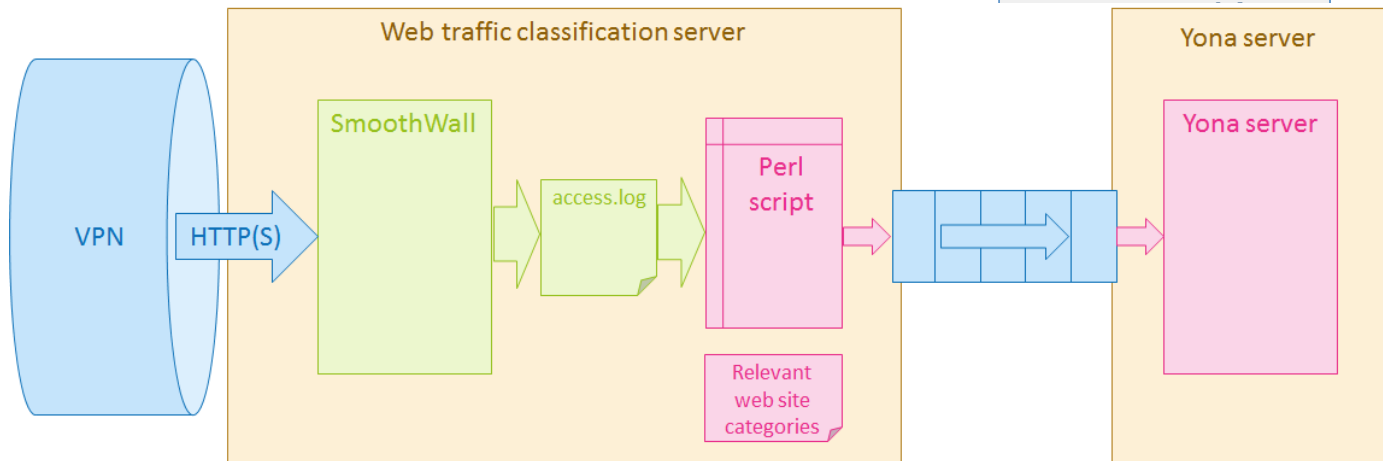 Web traffic classification server
Yona server
SmoothWall
Yona server
Perl
script
access.log
VPN
HTTP(S)
Relevant
web site
categories